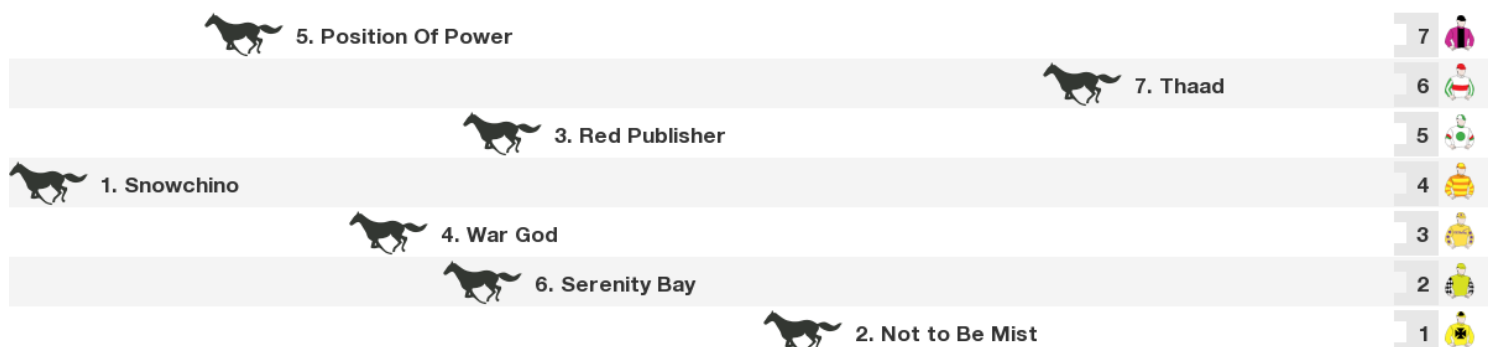 5. Position Of Power 7
7. Thaad 6
3. Red Publisher 5
1. Snowchino 4
4. War God 3
6. Serenity Bay 2
2. Not to Be Mist 1